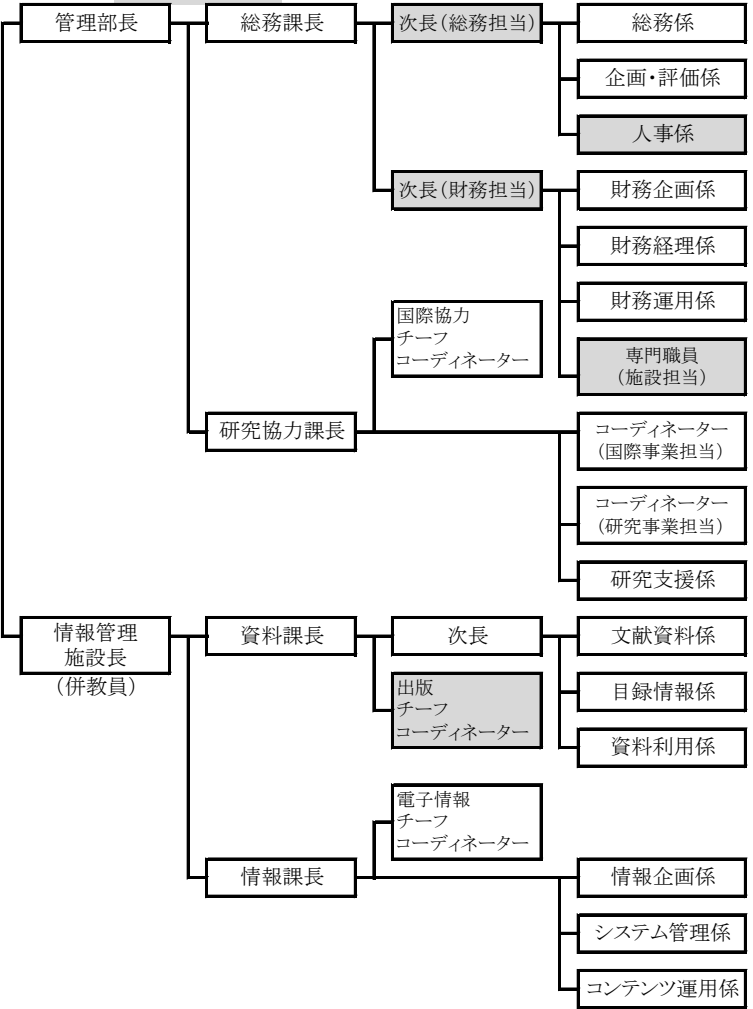 管理部長
総務課長
次長（総務担当）
総務係
企画・評価係
人事係
次長（財務担当）
財務企画係
財務経理係
財務運用係
専門職員
（施設担当）
国際協力
チーフ
コーディネーター
研究協力課長
コーディネーター
（国際事業担当）
コーディネーター
（研究事業担当）
研究支援係
情報管理
施設長
（併教員）
資料課長
次長
文献資料係
出版
チーフ
コーディネーター
目録情報係
資料利用係
電子情報
チーフ
コーディネーター
情報課長
情報企画係
システム管理係
コンテンツ運用係